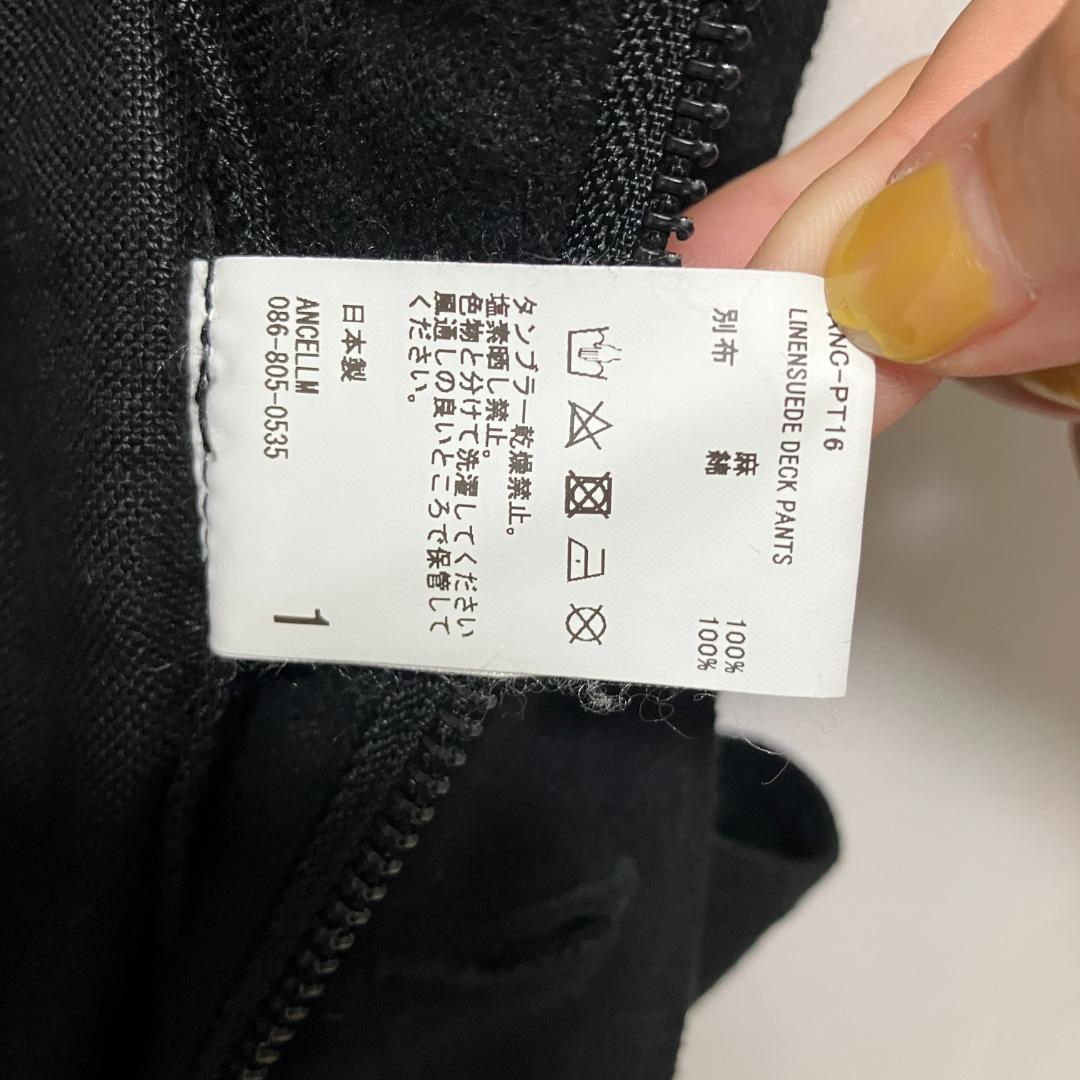 ANC-PT16
LINENSUEDE DECK PANTS
麻 100%
別布 綿 100%
タンブラー乾燥禁止。
塩素晒し禁止。
色物と分けて洗濯してください
風通しの良いところで保管して
ください。
日本製
ANCELLM
086-805-0535
1